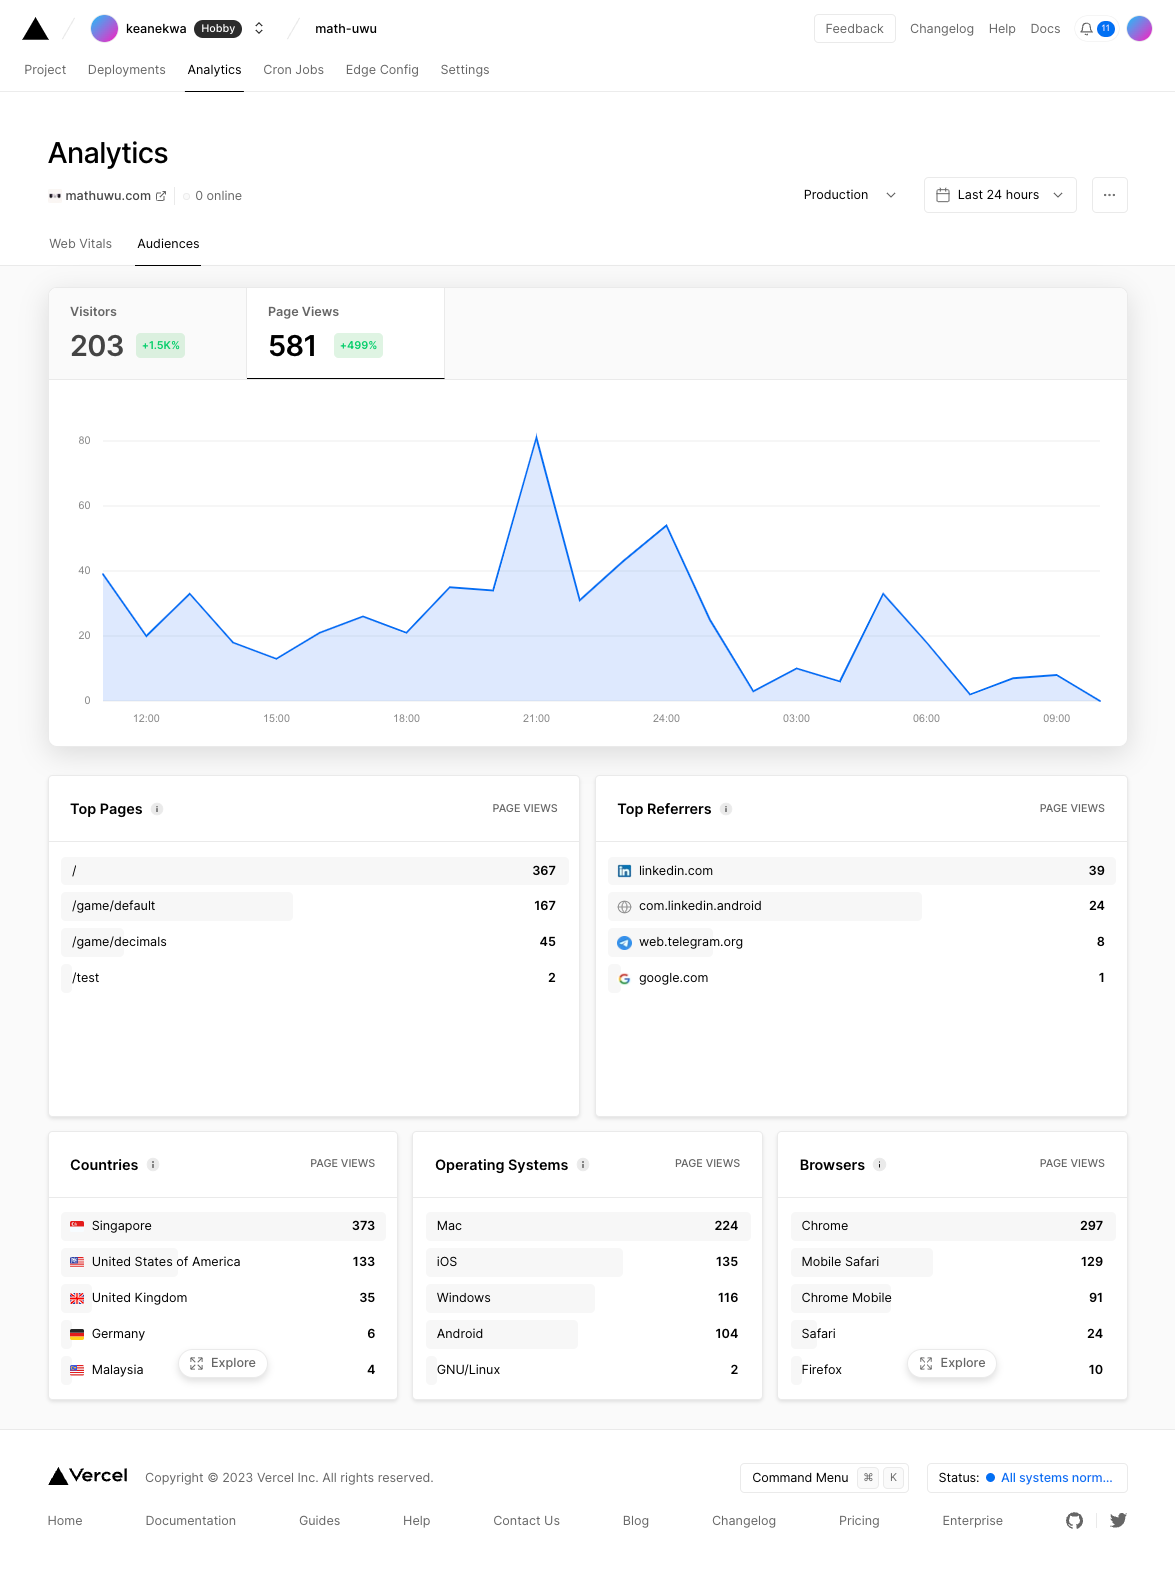 keanekwa Hobby math-uwu Feedback Changelog Help Docs 11
Project Deployments Analytics Cron Jobs Edge Config Settings
Analytics
mathuwu.com 0 online Production Last 24 hours
Web Vitals Audiences
Visitors Page Views
203 +1.5K% 581 +499%
80
60
40
20
0
12:00 15:00 18:00 21:00 24:00 03:00 06:00 09:00
Top Pages PAGE VIEWS
/ 367
/game/default 167
/game/decimals 45
/test 2
Top Referrers PAGE VIEWS
linkedin.com 39
com.linkedin.android 24
web.telegram.org 8
google.com 1
Countries PAGE VIEWS
Singapore 373
United States of America 133
United Kingdom 35
Germany 6
Malaysia 4
Explore
Operating Systems PAGE VIEWS
Mac 224
iOS 135
Windows 116
Android 104
GNU/Linux 2
Browsers PAGE VIEWS
Chrome 297
Mobile Safari 129
Chrome Mobile 91
Safari 24
Firefox 10
Explore
Vercel Copyright © 2023 Vercel Inc. All rights reserved. Command Menu ⌘ K Status: All systems norm...
Home Documentation Guides Help Contact Us Blog Changelog Pricing Enterprise